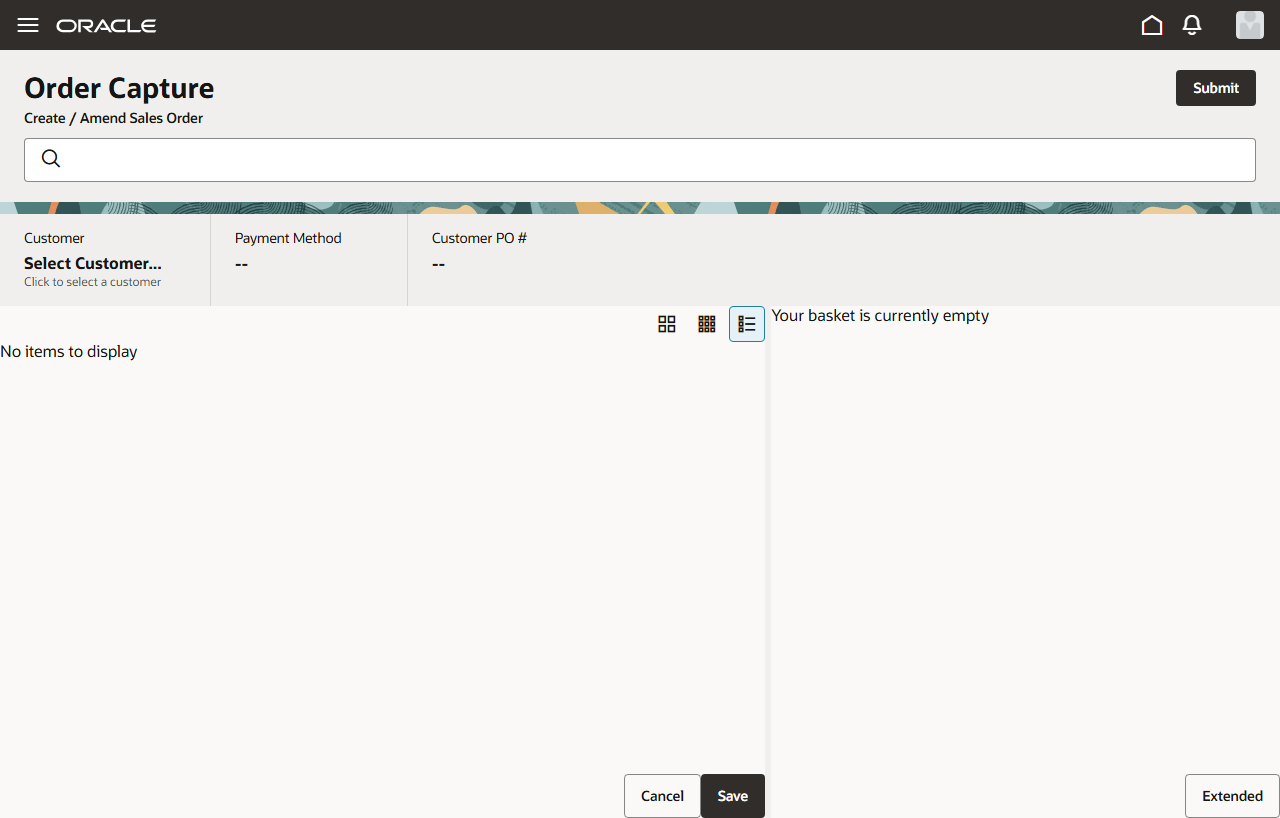 ORACLE
Order Capture
Submit
Create / Amend Sales Order
Customer
Payment Method
Customer PO #
Select Customer...
--
--
Click to select a customer
Your basket is currently empty
No items to display
Cancel
Save
Extended